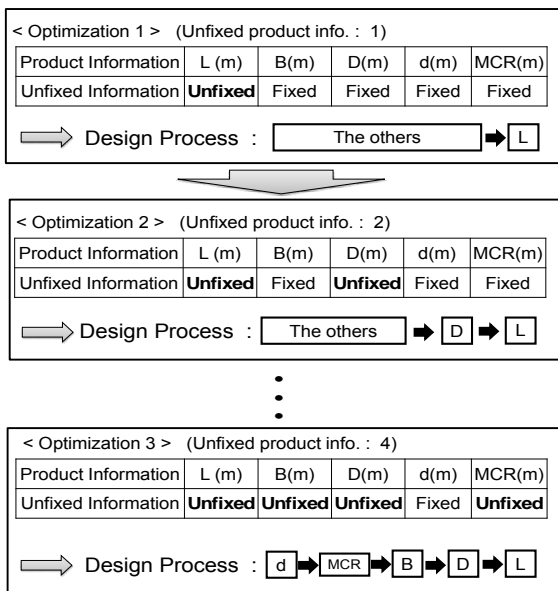 < Optimization 1 > (Unfixed product info. : 1)
Product Information L (m) B(m) D(m) d(m) MCR(m)
Unfixed Information Unfixed Fixed Fixed Fixed Fixed
Design Process : The others L
< Optimization 2 > (Unfixed product info. : 2)
Product Information L (m) B(m) D(m) d(m) MCR(m)
Unfixed Information Unfixed Fixed Unfixed Fixed Fixed
Design Process : The others D L
< Optimization 3 > (Unfixed product info. : 4)
Product Information L (m) B(m) D(m) d(m) MCR(m)
Unfixed Information Unfixed Unfixed Unfixed Fixed Unfixed
Design Process : d MCR B D L